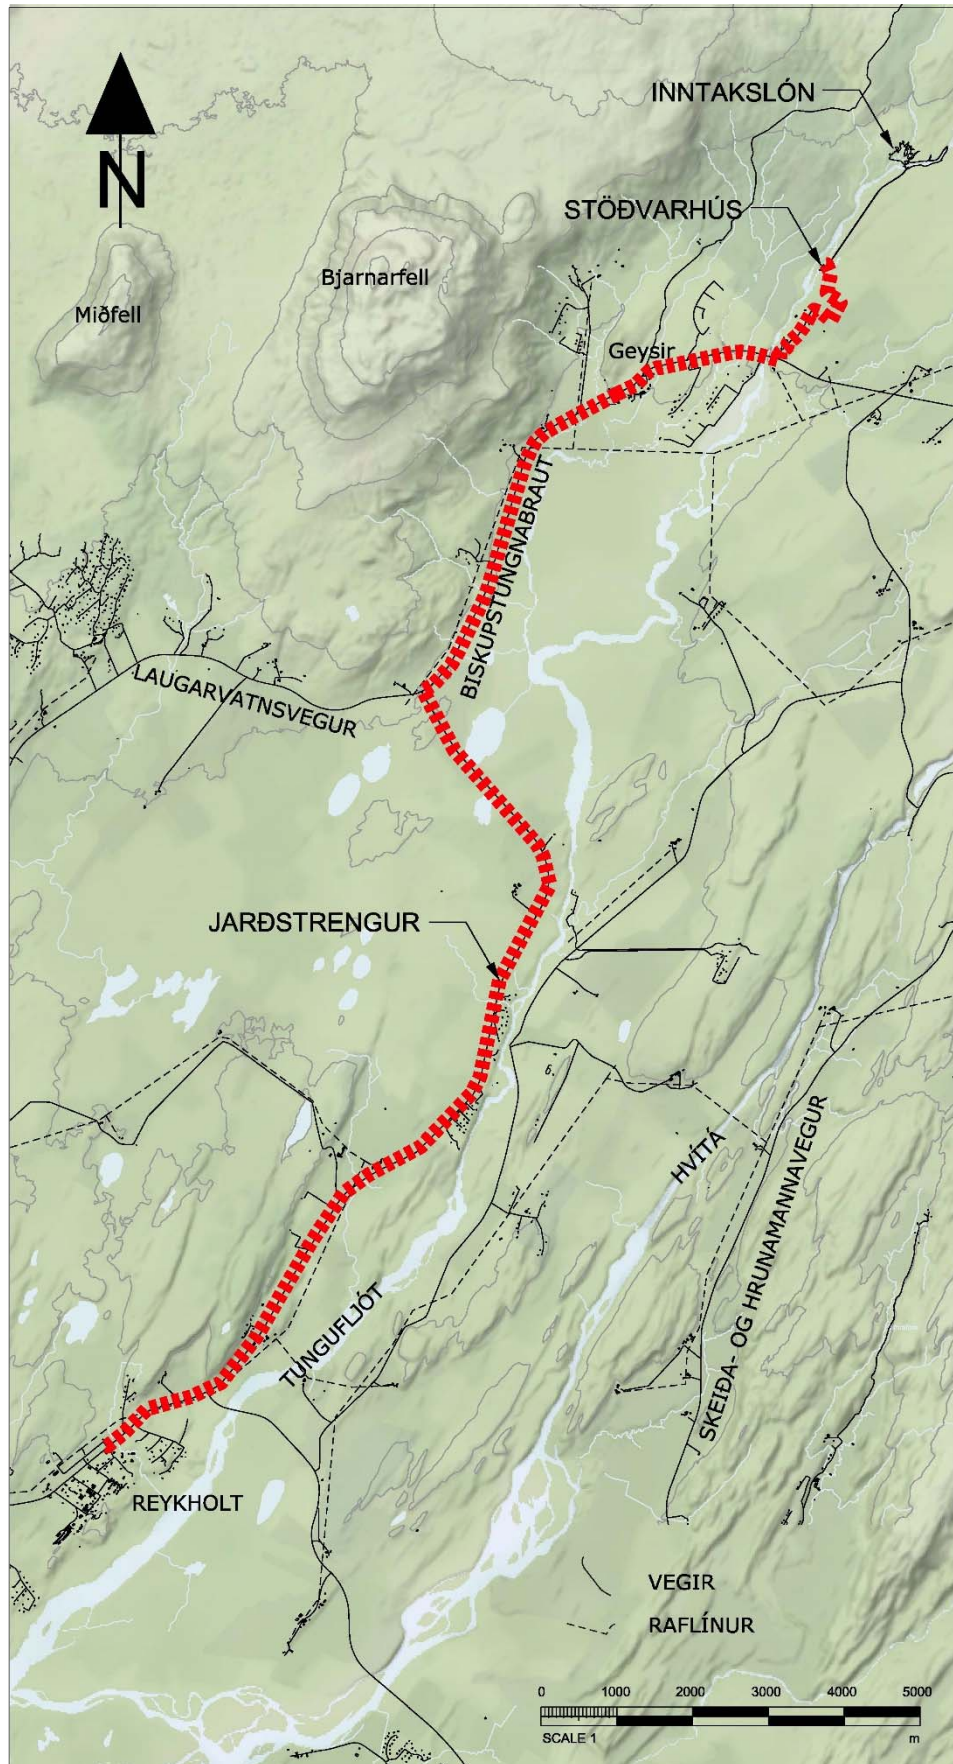 INNTAKSLÓN
N
STÖÐVARHÚS
Bjarnarfell
Miðfell
Geysir
BISKUPSTUNGNABRAUT
LAUGARVATNSVEGUR
JARÐSTRENGUR
HVÍTÁ
SKEIÐA- OG HRUNAMANNAVEGUR
TUNGUFLJÓT
REYKHOLT
VEGIR
RAFLÍNUR
0 1000 2000 3000 4000 5000
SCALE 1 m